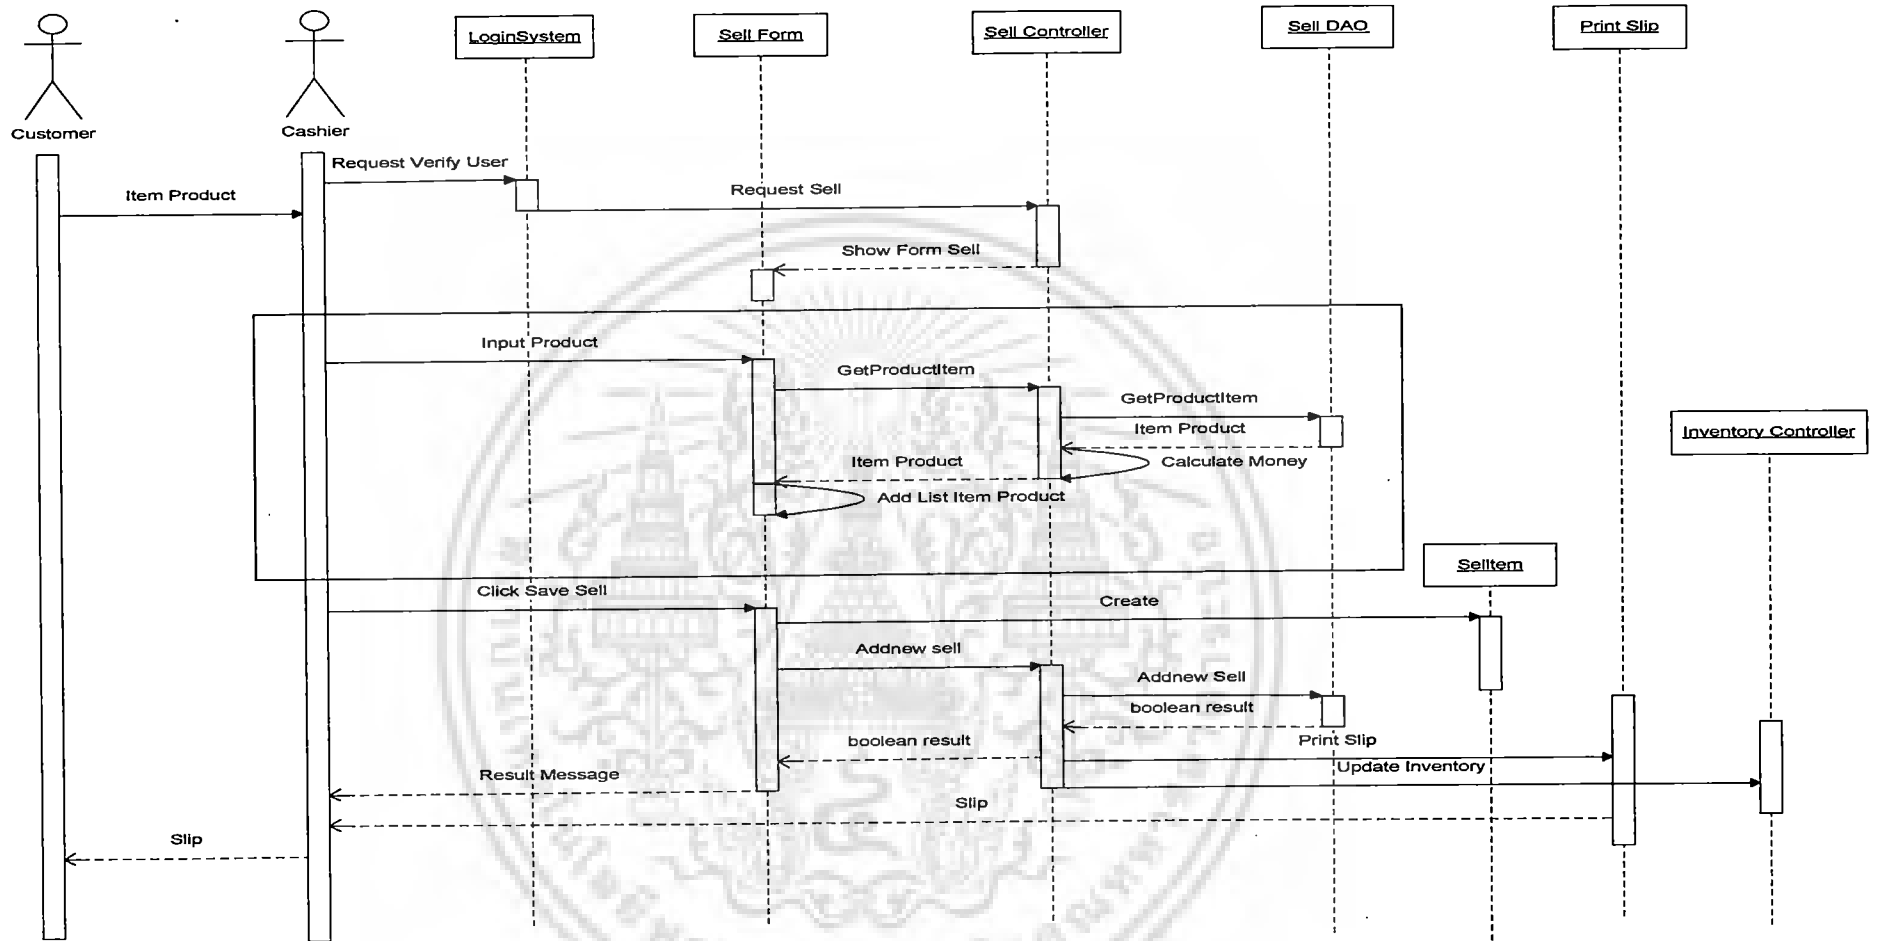 LoginSystem
Sell Form
Sell Controller
Sell DAO
Print Slip
Customer
Cashier
Request Verify User
Item Product
Request Sell
Show Form Sell
Input Product
GetProductItem
GetProductItem
Item Product
Inventory Controller
Item Product
Calculate Money
Add List Item Product
SellItem
Click Save Sell
Create
Addnew sell
Addnew Sell
boolean result
boolean result
Print Slip
Update Inventory
Result Message
Slip
Slip